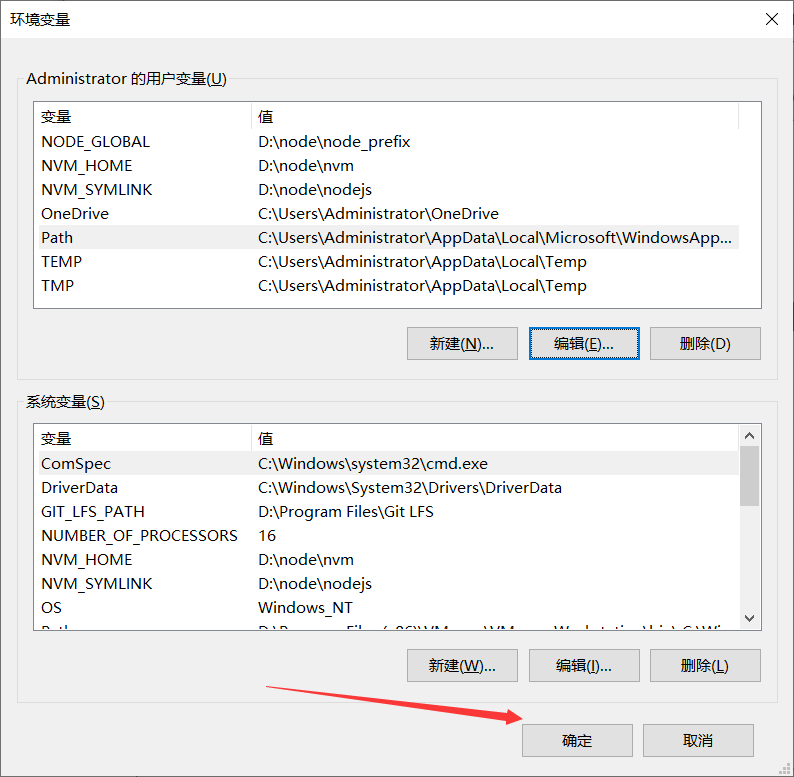 环境变量
Administrator 的用户变量(U)
变量 值
NODE_GLOBAL D:\node\node_prefix
NVM_HOME D:\node\nvm
NVM_SYMLINK D:\node\nodejs
OneDrive C:\Users\Administrator\OneDrive
Path C:\Users\Administrator\AppData\Local\Microsoft\WindowsApp...
TEMP C:\Users\Administrator\AppData\Local\Temp
TMP C:\Users\Administrator\AppData\Local\Temp
新建(N)... 编辑(E)... 删除(D)
系统变量(S)
变量 值
ComSpec C:\Windows\system32\cmd.exe
DriverData C:\Windows\System32\Drivers\DriverData
GIT_LFS_PATH D:\Program Files\Git LFS
NUMBER_OF_PROCESSORS 16
NVM_HOME D:\node\nvm
NVM_SYMLINK D:\node\nodejs
OS Windows_NT
新建(W)... 编辑(I)... 删除(L)
确定 取消